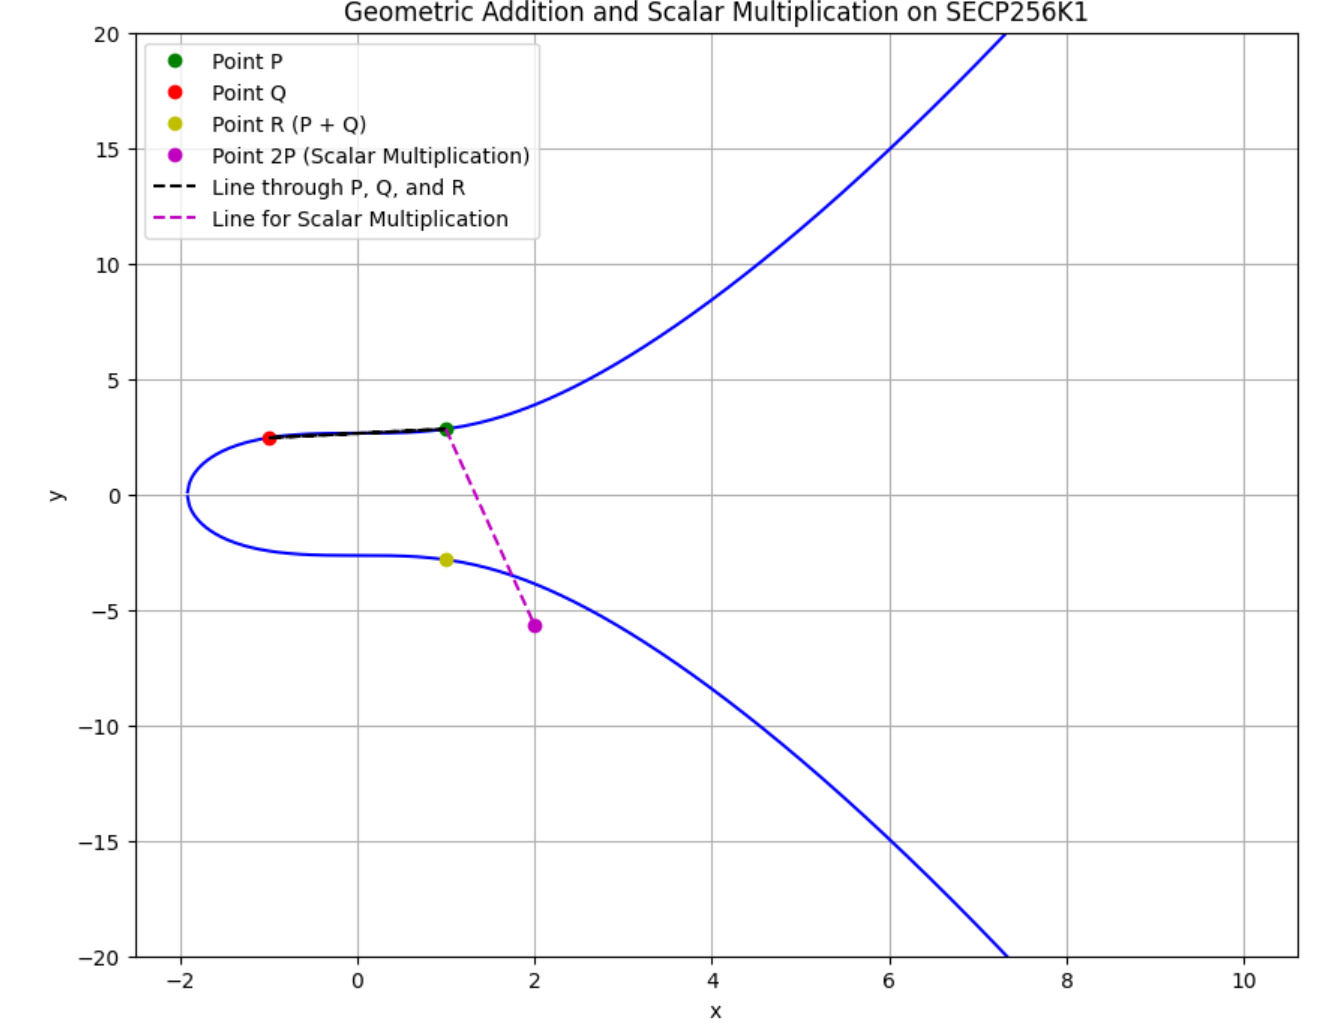 Geometric Addition and Scalar Multiplication on SECP256K1
20
15
10
5
0
−5
−10
−15
−20
y
Point P
Point Q
Point R (P + Q)
Point 2P (Scalar Multiplication)
Line through P, Q, and R
Line for Scalar Multiplication
−2 0 2 4 6 8 10
x